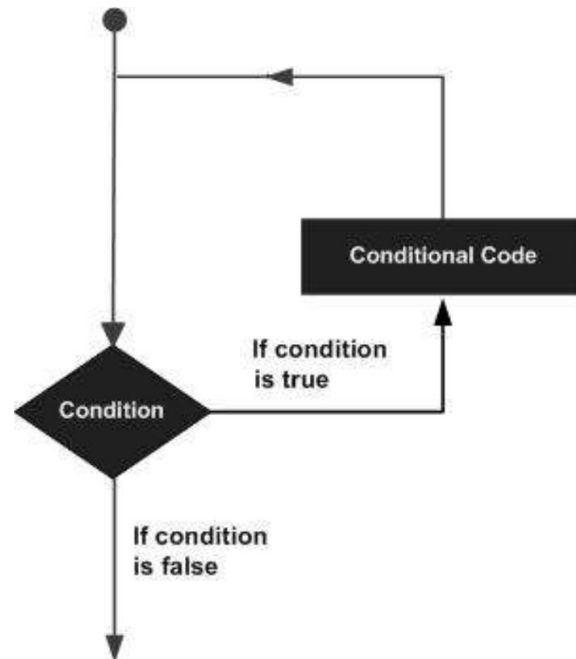 Conditional Code
If condition
is true
Condition
If condition
is false